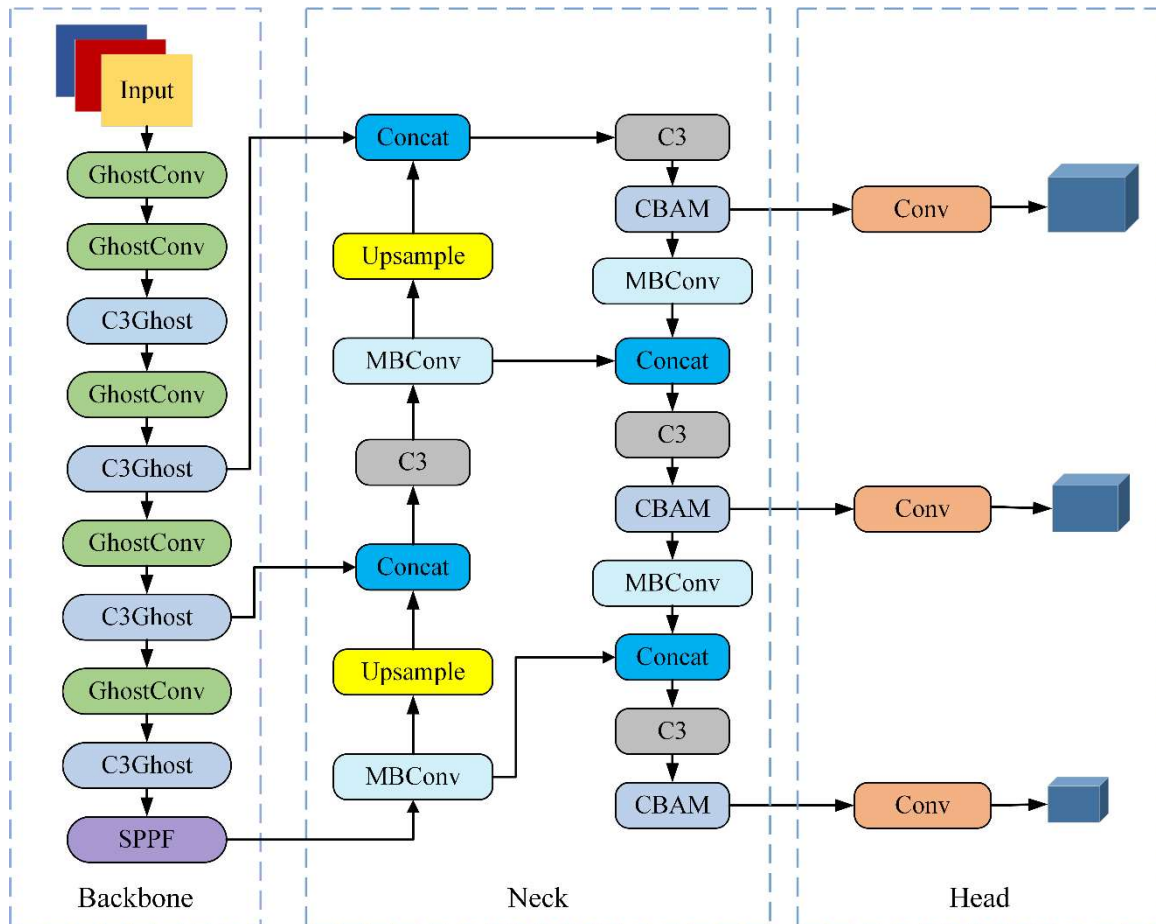 Input
GhostConv
GhostConv
C3Ghost
GhostConv
C3Ghost
GhostConv
C3Ghost
GhostConv
C3Ghost
SPPF
Backbone
Concat
Upsample
MBConv
C3
Concat
Upsample
MBConv
C3
CBAM
MBConv
Concat
C3
CBAM
MBConv
Concat
C3
CBAM
Neck
Conv
Conv
Conv
Head